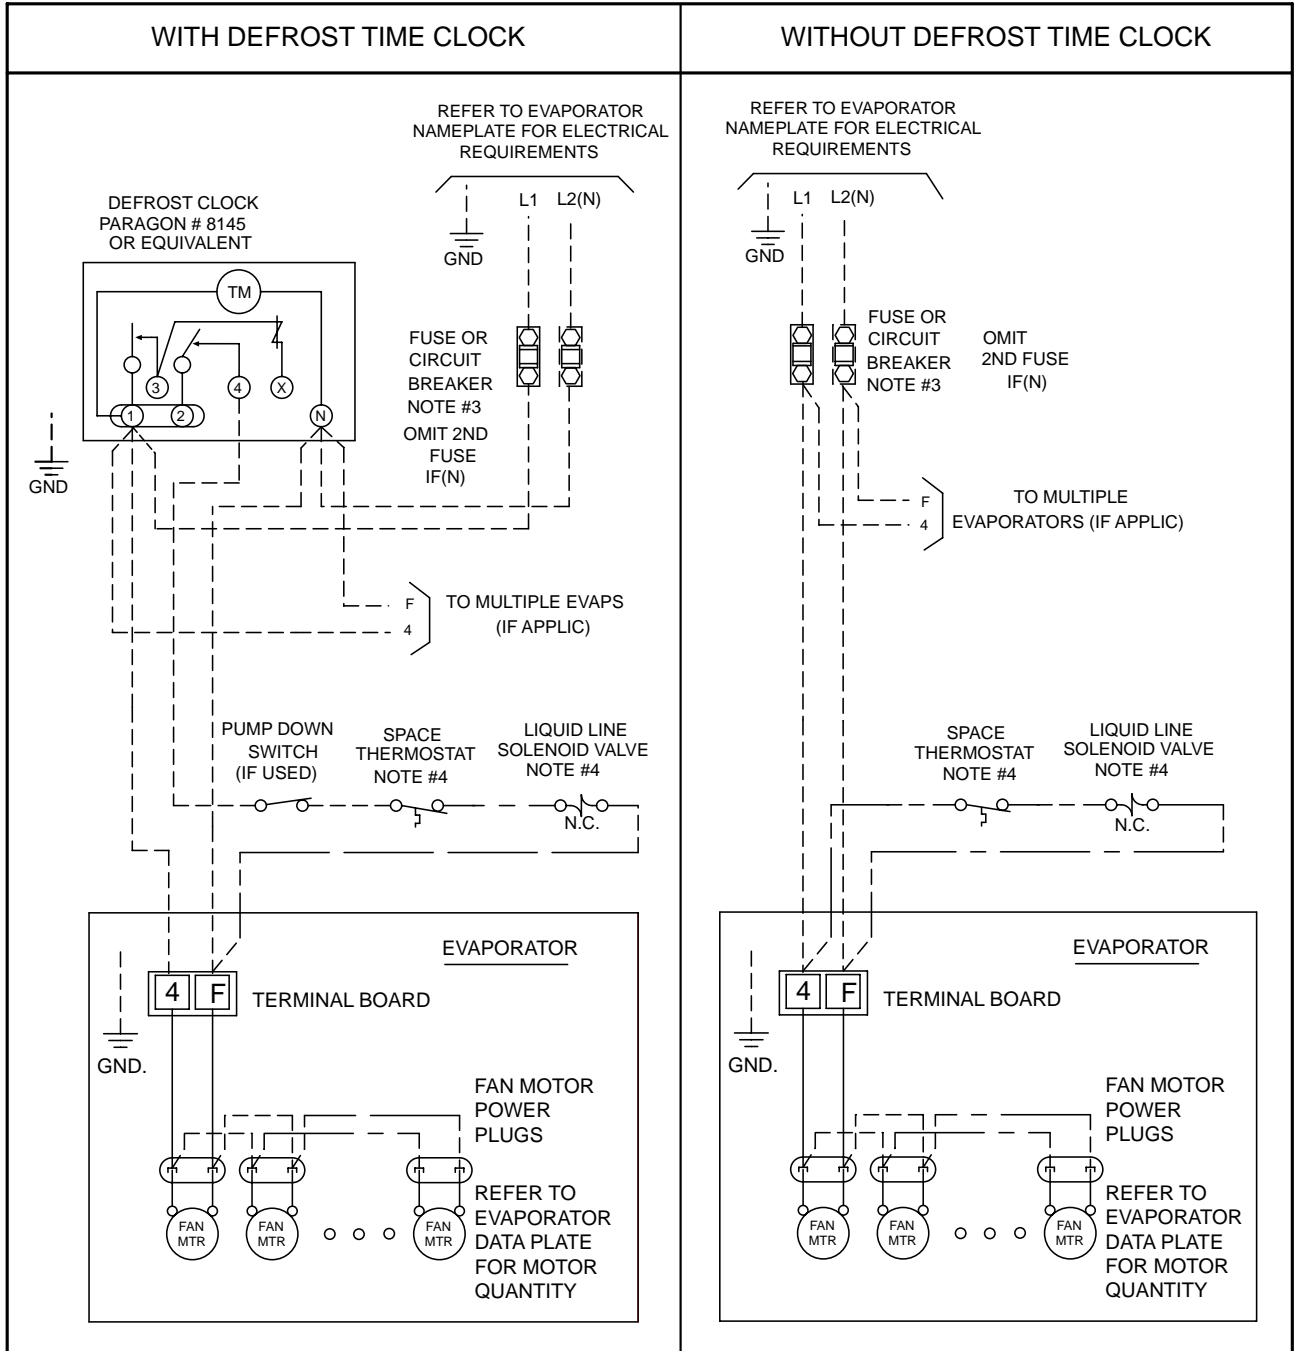 WITH DEFROST TIME CLOCK
REFER TO EVAPORATOR
NAMEPLATE FOR ELECTRICAL
REQUIREMENTS
L1 L2(N)
GND
DEFROST CLOCK
PARAGON # 8145
OR EQUIVALENT
TM
3 4 X
1 2 N
GND
FUSE OR
CIRCUIT
BREAKER
NOTE #3
OMIT 2ND
FUSE
IF(N)
F
4
TO MULTIPLE EVAPS
(IF APPLIC)
PUMP DOWN
SWITCH
(IF USED)
SPACE
THERMOSTAT
NOTE #4
LIQUID LINE
SOLENOID VALVE
NOTE #4
N.C.
EVAPORATOR
4 F
TERMINAL BOARD
GND.
FAN MOTOR
POWER
PLUGS
FAN
MTR
FAN
MTR
FAN
MTR
REFER TO
EVAPORATOR
DATA PLATE
FOR MOTOR
QUANTITY
WITHOUT DEFROST TIME CLOCK
REFER TO EVAPORATOR
NAMEPLATE FOR ELECTRICAL
REQUIREMENTS
L1 L2(N)
GND
FUSE OR
CIRCUIT
BREAKER
NOTE #3
OMIT
2ND FUSE
IF(N)
F
4
TO MULTIPLE
EVAPORATORS (IF APPLIC)
SPACE
THERMOSTAT
NOTE #4
LIQUID LINE
SOLENOID VALVE
NOTE #4
N.C.
EVAPORATOR
4 F
TERMINAL BOARD
GND.
FAN MOTOR
POWER
PLUGS
FAN
MTR
FAN
MTR
FAN
MTR
REFER TO
EVAPORATOR
DATA PLATE
FOR MOTOR
QUANTITY